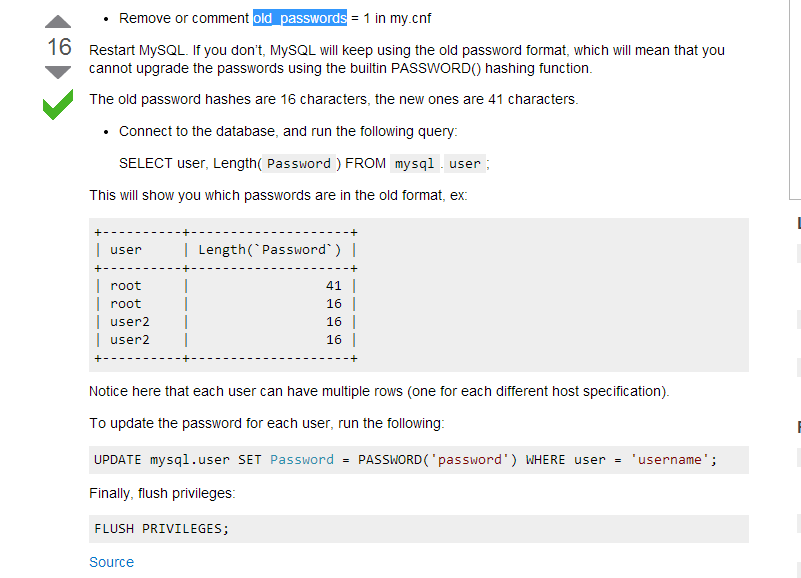 • Remove or comment old_passwords = 1 in my.cnf
16
Restart MySQL. If you don't, MySQL will keep using the old password format, which will mean that you
cannot upgrade the passwords using the builtin PASSWORD() hashing function.
The old password hashes are 16 characters, the new ones are 41 characters.
• Connect to the database, and run the following query:
SELECT user, Length( Password ) FROM mysql . user ;
This will show you which passwords are in the old format, ex:
+----------+--------------------+
| user     | Length(`Password`) |
+----------+--------------------+
| root     |                 41 |
| root     |                 16 |
| user2    |                 16 |
| user2    |                 16 |
+----------+--------------------+
Notice here that each user can have multiple rows (one for each different host specification).
To update the password for each user, run the following:
UPDATE mysql.user SET Password = PASSWORD('password') WHERE user = 'username';
Finally, flush privileges:
FLUSH PRIVILEGES;
Source